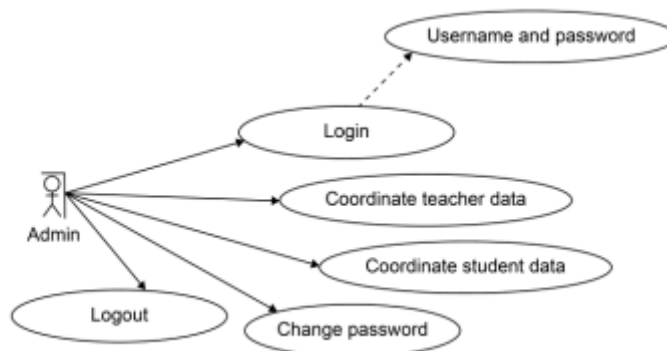 Username and password
Login
Coordinate teacher data
Admin
Coordinate student data
Logout
Change password